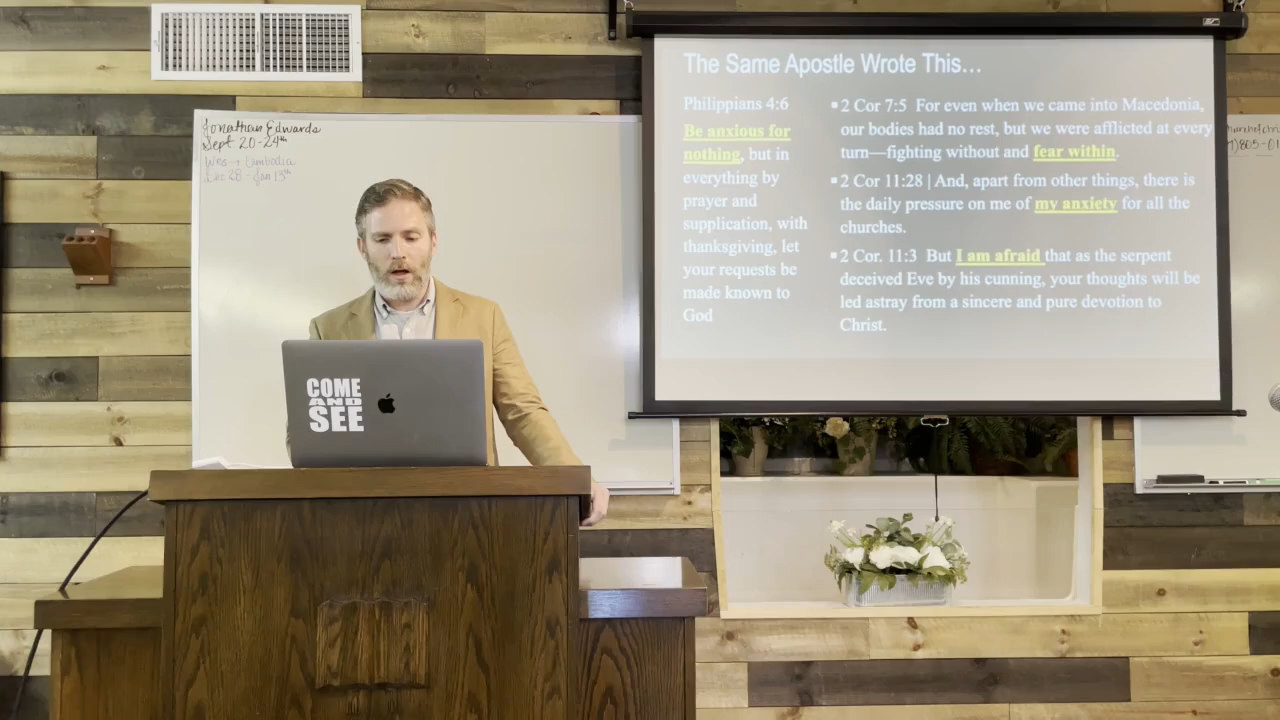 Jonathan Edwards
Sept 20-24th
Wes → Cambodia
Dec 28 - Jan 13th
COME
AND
SEE
The Same Apostle Wrote This…
Philippians 4:6
Be anxious for
nothing, but in
everything by
prayer and
supplication, with
thanksgiving, let
your requests be
made known to
God
▪ 2 Cor 7:5 For even when we came into Macedonia,
our bodies had no rest, but we were afflicted at every
turn—fighting without and fear within.
▪ 2 Cor 11:28 | And, apart from other things, there is
the daily pressure on me of my anxiety for all the
churches.
▪ 2 Cor. 11:3 But I am afraid that as the serpent
deceived Eve by his cunning, your thoughts will be
led astray from a sincere and pure devotion to
Christ.